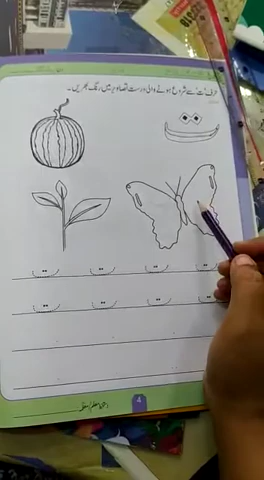 حرف ’ت‘ سے شروع ہونے والی درست تصاویر میں رنگ بھریں۔
ت
ت ت ت ت
ت ت ت ت
4